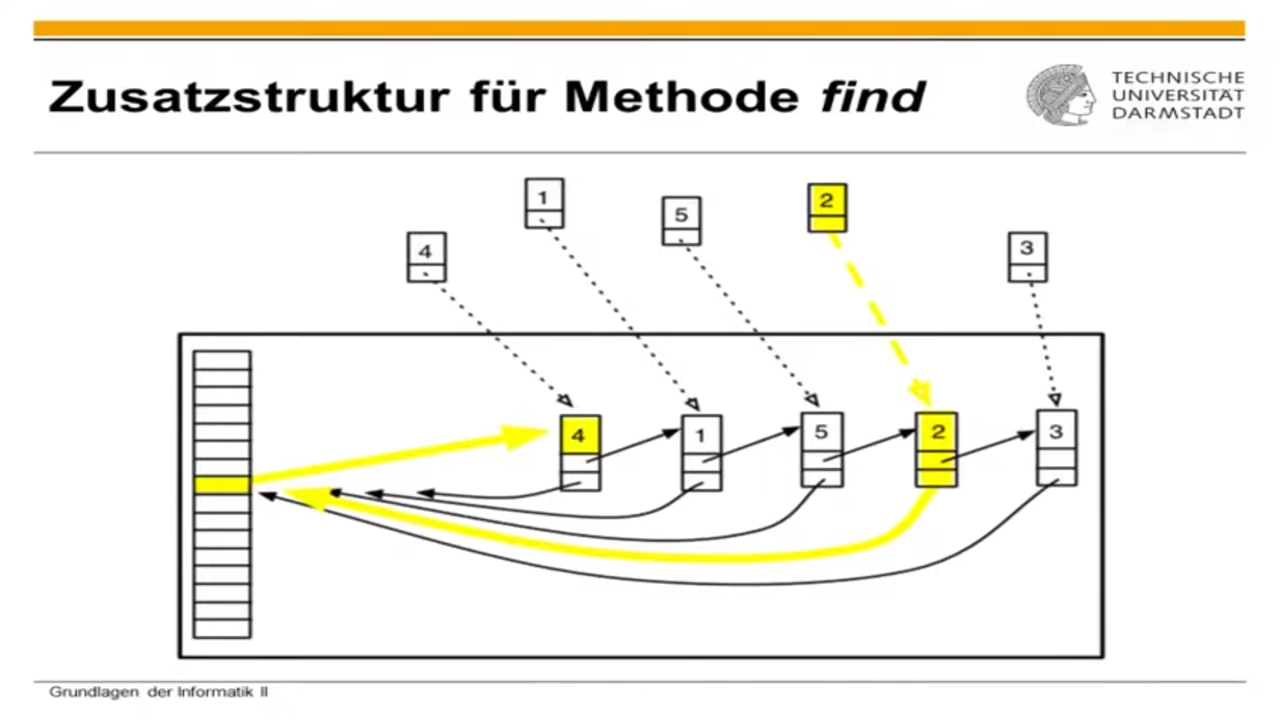 Zusatzstruktur für Methode find
TECHNISCHE
UNIVERSITÄT
DARMSTADT
1
5
2
4
3
4
1
5
2
3
Grundlagen der Informatik II